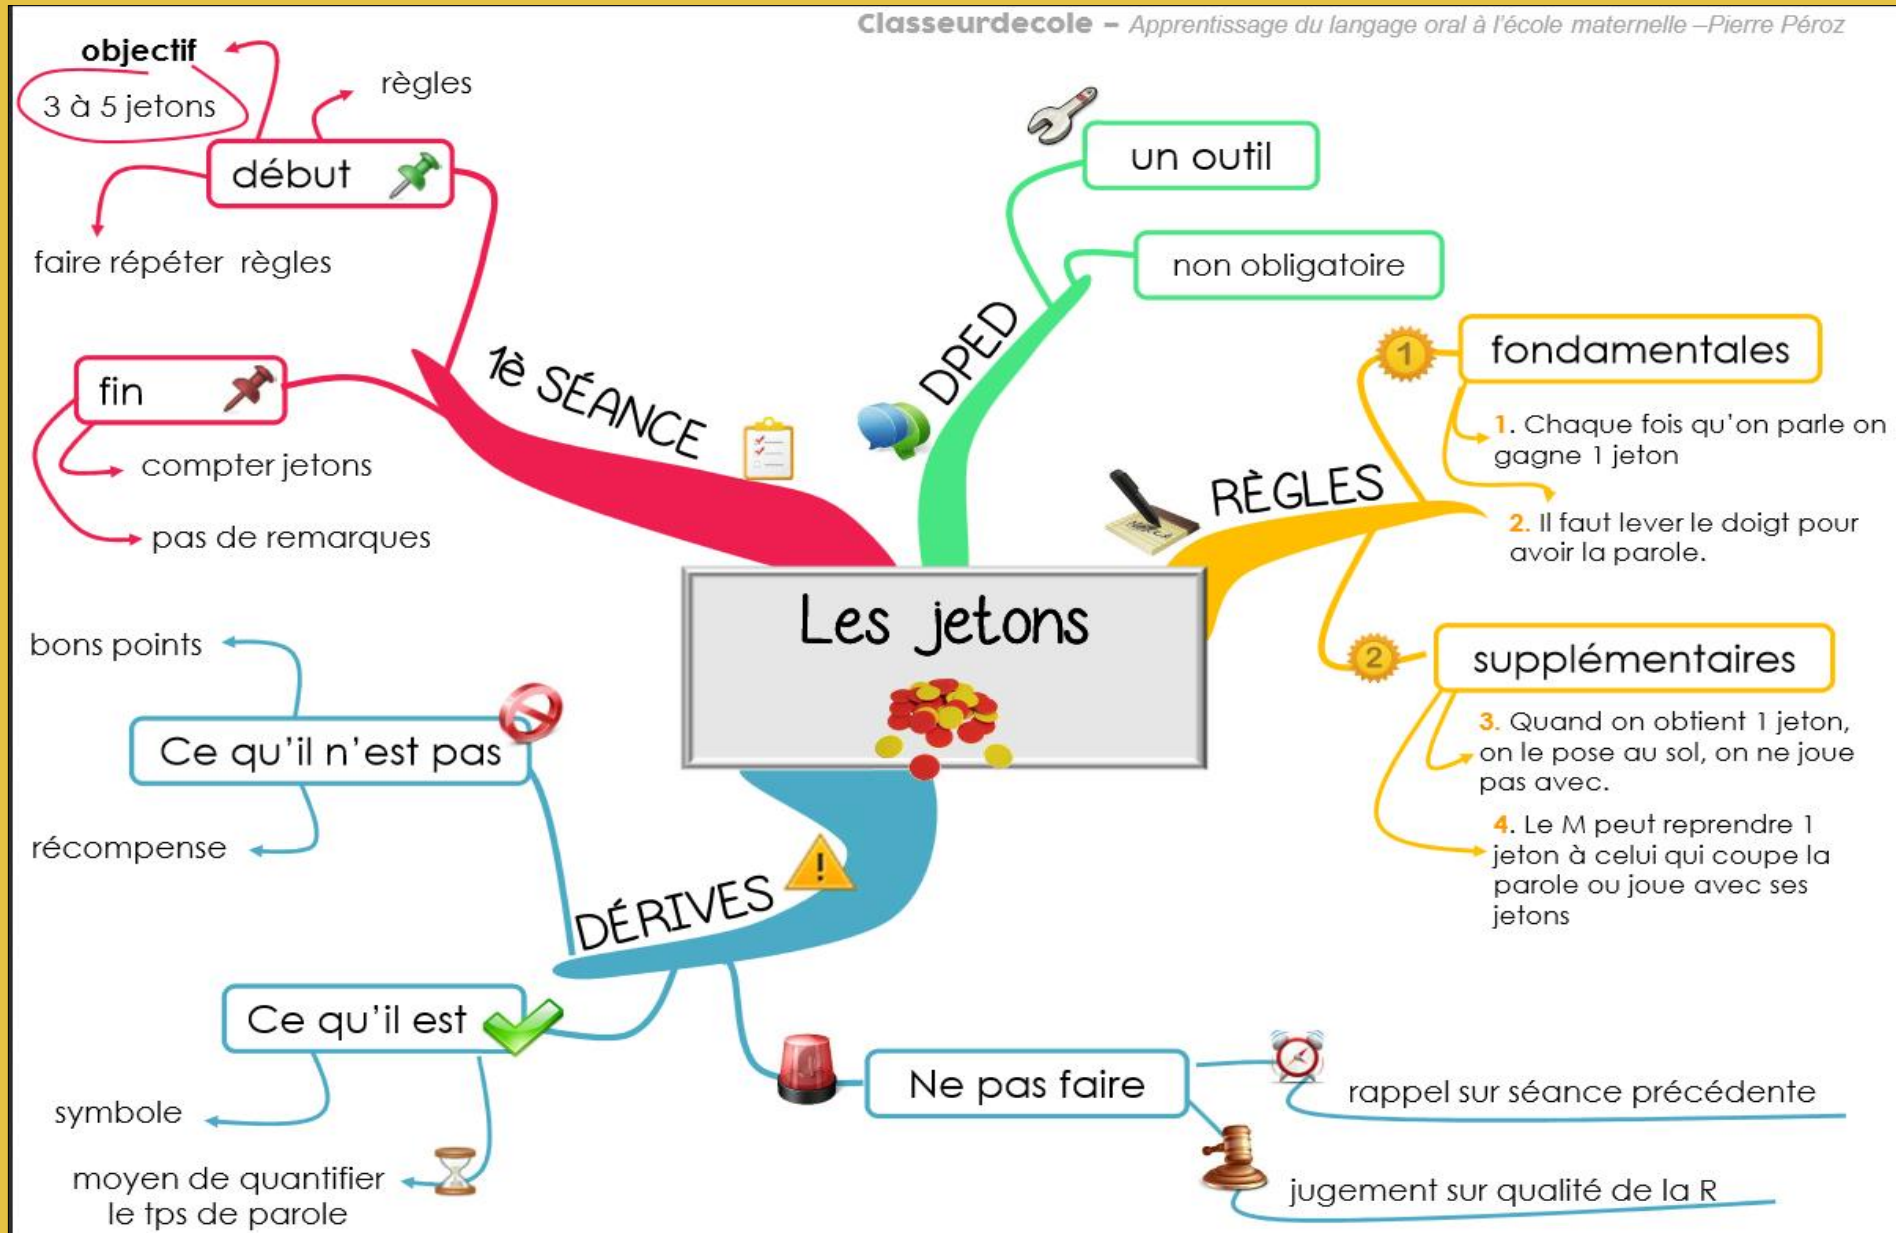 Classeurdecole – Apprentissage du langage oral à l'école maternelle –Pierre Péroz
objectif
3 à 5 jetons
règles
début
faire répéter règles
fin
compter jetons
pas de remarques
1è SÉANCE
DPED
un outil
non obligatoire
RÈGLES
1
fondamentales
1. Chaque fois qu'on parle on
gagne 1 jeton
2. Il faut lever le doigt pour
avoir la parole.
2
supplémentaires
3. Quand on obtient 1 jeton,
on le pose au sol, on ne joue
pas avec.
4. Le M peut reprendre 1
jeton à celui qui coupe la
parole ou joue avec ses
jetons
Les jetons
bons points
Ce qu'il n'est pas
récompense
DÉRIVES
Ce qu'il est
symbole
moyen de quantifier
le tps de parole
Ne pas faire
rappel sur séance précédente
jugement sur qualité de la R